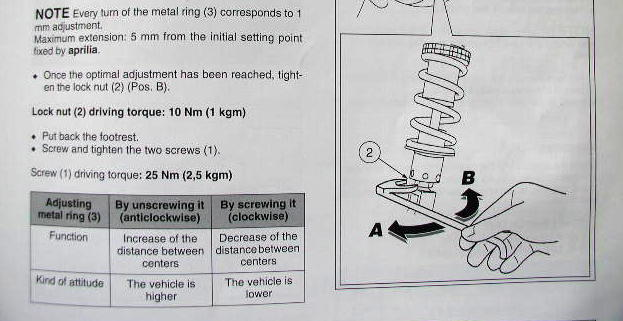 NOTE Every turn of the metal ring (3) corresponds to 1
mm adjustment.
Maximum extension: 5 mm from the initial setting point
fixed by aprilia.
• Once the optimal adjustment has been reached, tight-
en the lock nut (2) (Pos. B).
Lock nut (2) driving torque: 10 Nm (1 kgm)
• Put back the footrest.
• Screw and tighten the two screws (1).
Screw (1) driving torque: 25 Nm (2,5 kgm)
Adjusting metal ring (3) By unscrewing it (anticlockwise) By screwing it (clockwise)
Function Increase of the distance between centers Decrease of the distance between centers
Kind of attitude The vehicle is higher The vehicle is lower
2
B
A